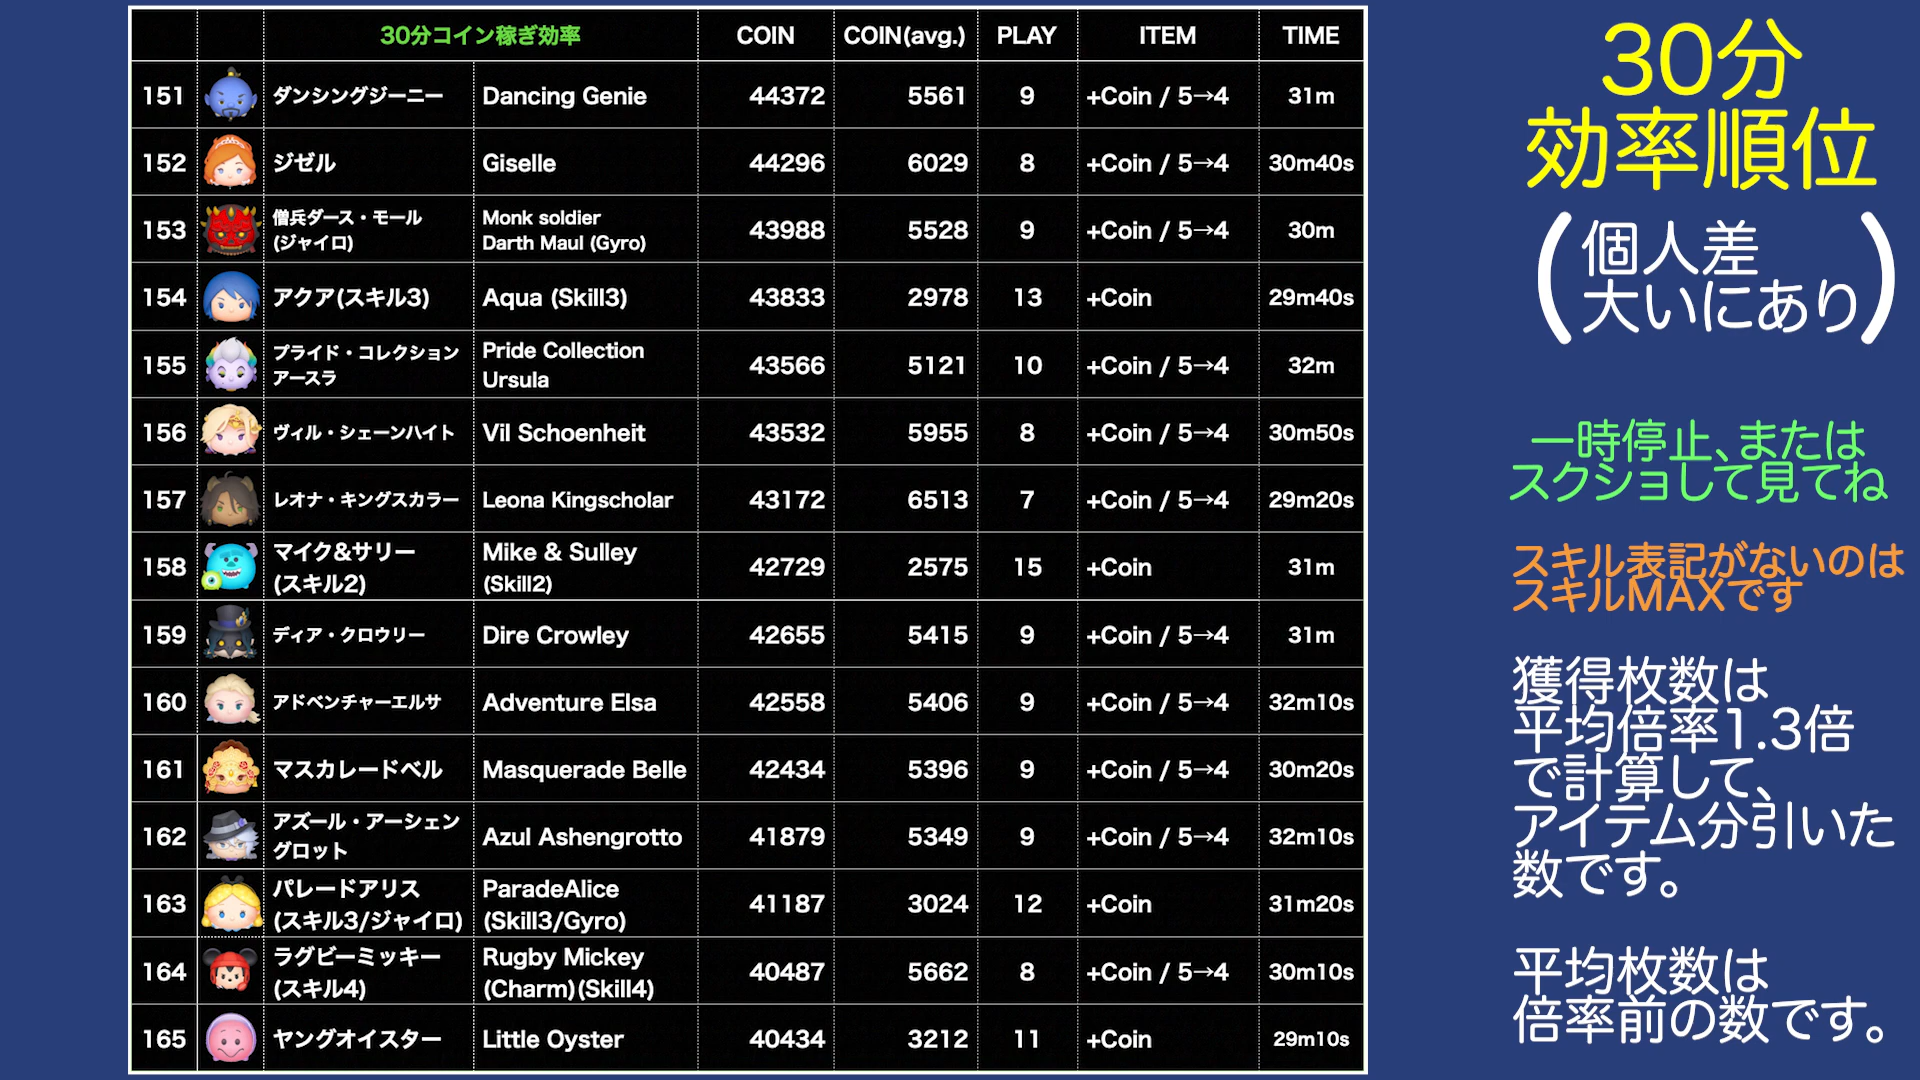 30分コイン稼ぎ効率 COIN COIN(avg.) PLAY ITEM TIME
151 ダンシングジーニー Dancing Genie 44372 5561 9 +Coin / 5→4 31m
152 ジゼル Giselle 44296 6029 8 +Coin / 5→4 30m40s
153 僧兵ダース・モール
(ジャイロ) Monk soldier
Darth Maul (Gyro) 43988 5528 9 +Coin / 5→4 30m
154 アクア(スキル3) Aqua (Skill3) 43833 2978 13 +Coin 29m40s
155 プライド・コレクション
アースラ Pride Collection
Ursula 43566 5121 10 +Coin / 5→4 32m
156 ヴィル・シェーンハイト Vil Schoenheit 43532 5955 8 +Coin / 5→4 30m50s
157 レオナ・キングスカラー Leona Kingscholar 43172 6513 7 +Coin / 5→4 29m20s
158 マイク&サリー
(スキル2) Mike & Sulley
(Skill2) 42729 2575 15 +Coin 31m
159 ディア・クロウリー Dire Crowley 42655 5415 9 +Coin / 5→4 31m
160 アドベンチャーエルサ Adventure Elsa 42558 5406 9 +Coin / 5→4 32m10s
161 マスカレードベル Masquerade Belle 42434 5396 9 +Coin / 5→4 30m20s
162 アズール・アーシェン
グロット Azul Ashengrotto 41879 5349 9 +Coin / 5→4 32m10s
163 パレードアリス
(スキル3/ジャイロ) ParadeAlice
(Skill3/Gyro) 41187 3024 12 +Coin 31m20s
164 ラグビーミッキー
(スキル4) Rugby Mickey
(Charm)(Skill4) 40487 5662 8 +Coin / 5→4 30m10s
165 ヤングオイスター Little Oyster 40434 3212 11 +Coin 29m10s
30分
効率順位
(個人差
大いにあり)
一時停止、または
スクショして見てね
スキル表記がないのは
スキルMAXです
獲得枚数は
平均倍率1.3倍
で計算して、
アイテム分引いた
数です。
平均枚数は
倍率前の数です。